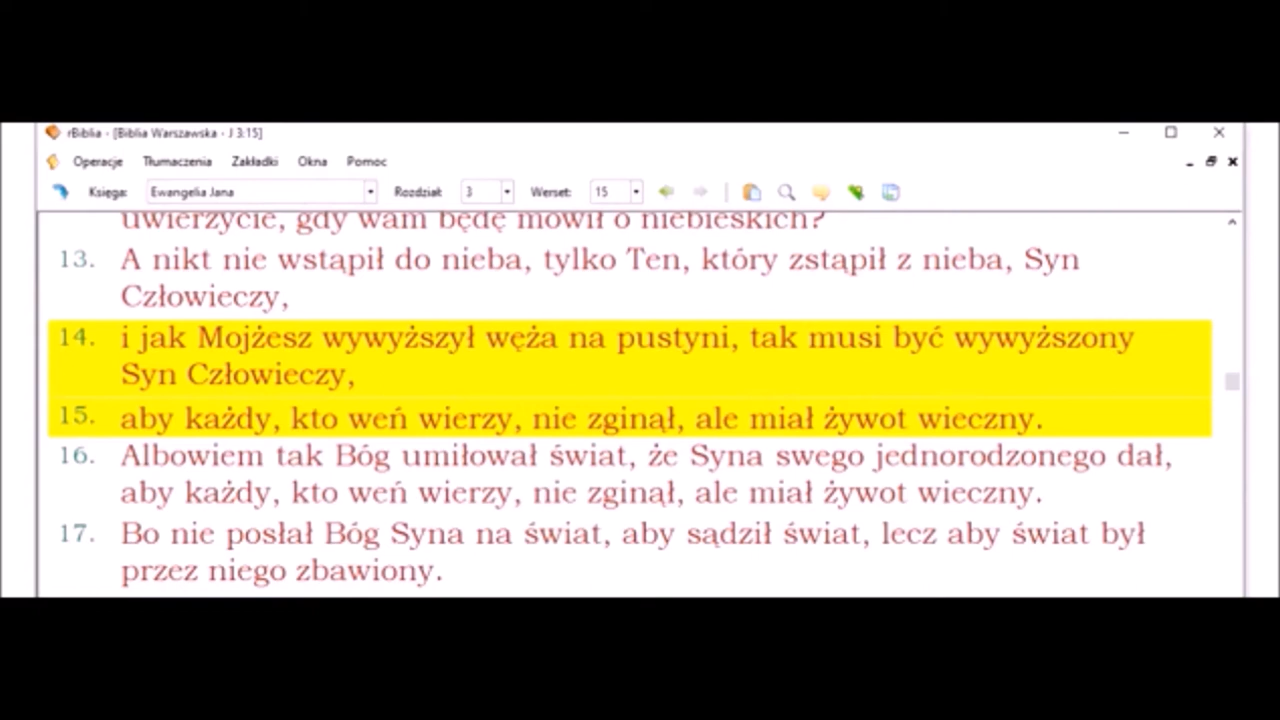 rBiblia - [Biblia Warszawska - J 3:15]
Operacje Tłumaczenia Zakładki Okna Pomoc
Księga: Ewangelia Jana Rozdział: 3 Werset: 15
uwierzycie, gdy wam będę mówił o niebieskich?
13. A nikt nie wstąpił do nieba, tylko Ten, który zstąpił z nieba, Syn
Człowieczy,
14. i jak Mojżesz wywyższył węża na pustyni, tak musi być wywyższony
Syn Człowieczy,
15. aby każdy, kto weń wierzy, nie zginął, ale miał żywot wieczny.
16. Albowiem tak Bóg umiłował świat, że Syna swego jednorodzonego dał,
aby każdy, kto weń wierzy, nie zginął, ale miał żywot wieczny.
17. Bo nie posłał Bóg Syna na świat, aby sądził świat, lecz aby świat był
przez niego zbawiony.